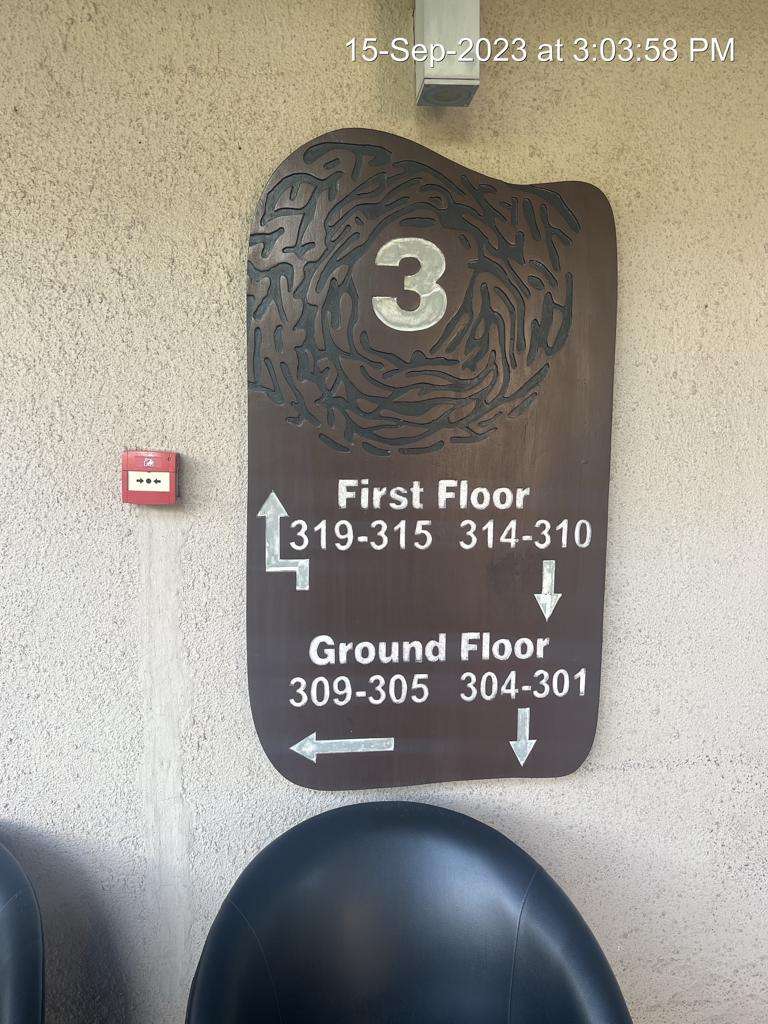 15-Sep-2023 at 3:03:58 PM
3
First Floor
319-315 314-310
Ground Floor
309-305 304-301